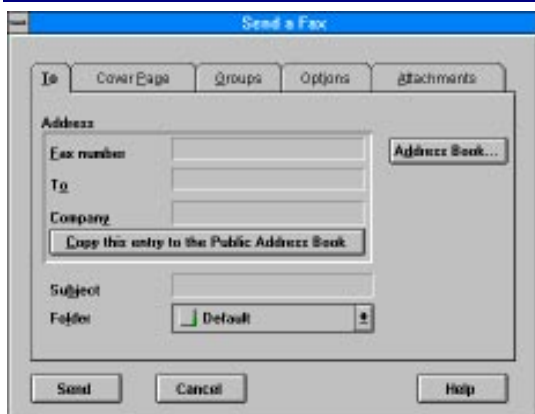 Send a Fax
To Cover Page Groups Options Attachments
Address
Fax number
Address Book...
To
Company
Copy this entry to the Public Address Book
Subject
Folder Default
Send Cancel Help